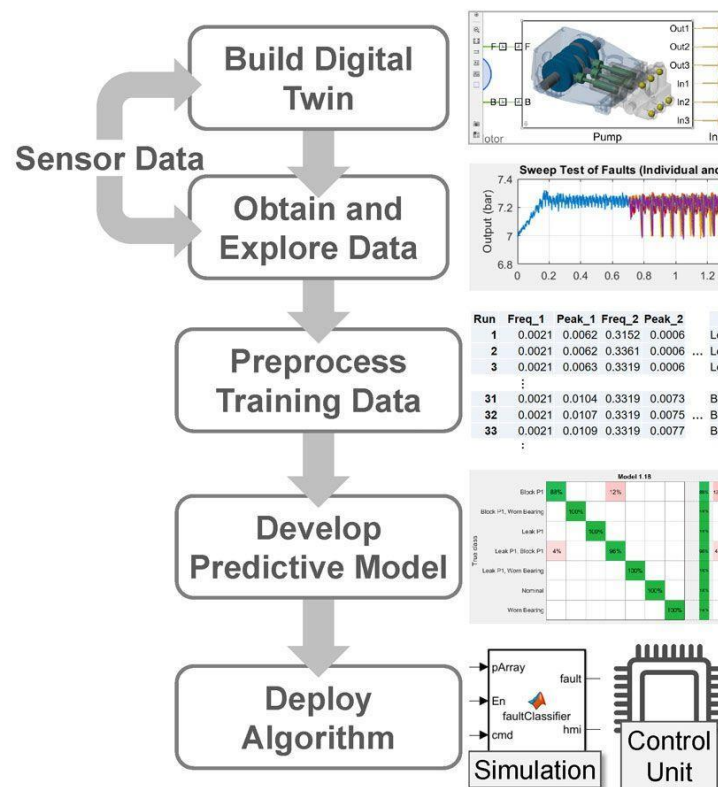 Build Digital
Twin
Sensor Data
Obtain and
Explore Data
Preprocess
Training Data
Develop
Predictive Model
Deploy
Algorithm
F F
B B
Out1
Out2
Out3
In1
In2
In3
otor
Pump
In
Sweep Test of Faults (Individual and
Output (bar)
7.4
7.2
7
6.8
0 0.2 0.4 0.6 0.8 1 1.2
Run Freq_1 Peak_1 Freq_2 Peak_2
1 0.0021 0.0062 0.3152 0.0006 Le
2 0.0021 0.0062 0.3361 0.0006 ... Le
3 0.0021 0.0063 0.3319 0.0006 Le
⋮
31 0.0021 0.0104 0.3319 0.0073 B
32 0.0021 0.0107 0.3319 0.0075 ... B
33 0.0021 0.0109 0.3319 0.0077 B
⋮
Model 1.18
True class
Block P1 88% 12%
Block P1, Worn Bearing 100%
Leak P1 100%
Leak P1, Block P1 4% 96%
Leak P1, Worn Bearing 100%
Nominal 100%
Worn Bearing 100%
pArray
En
cmd
fault
faultClassifier
hmi
Simulation
Control
Unit